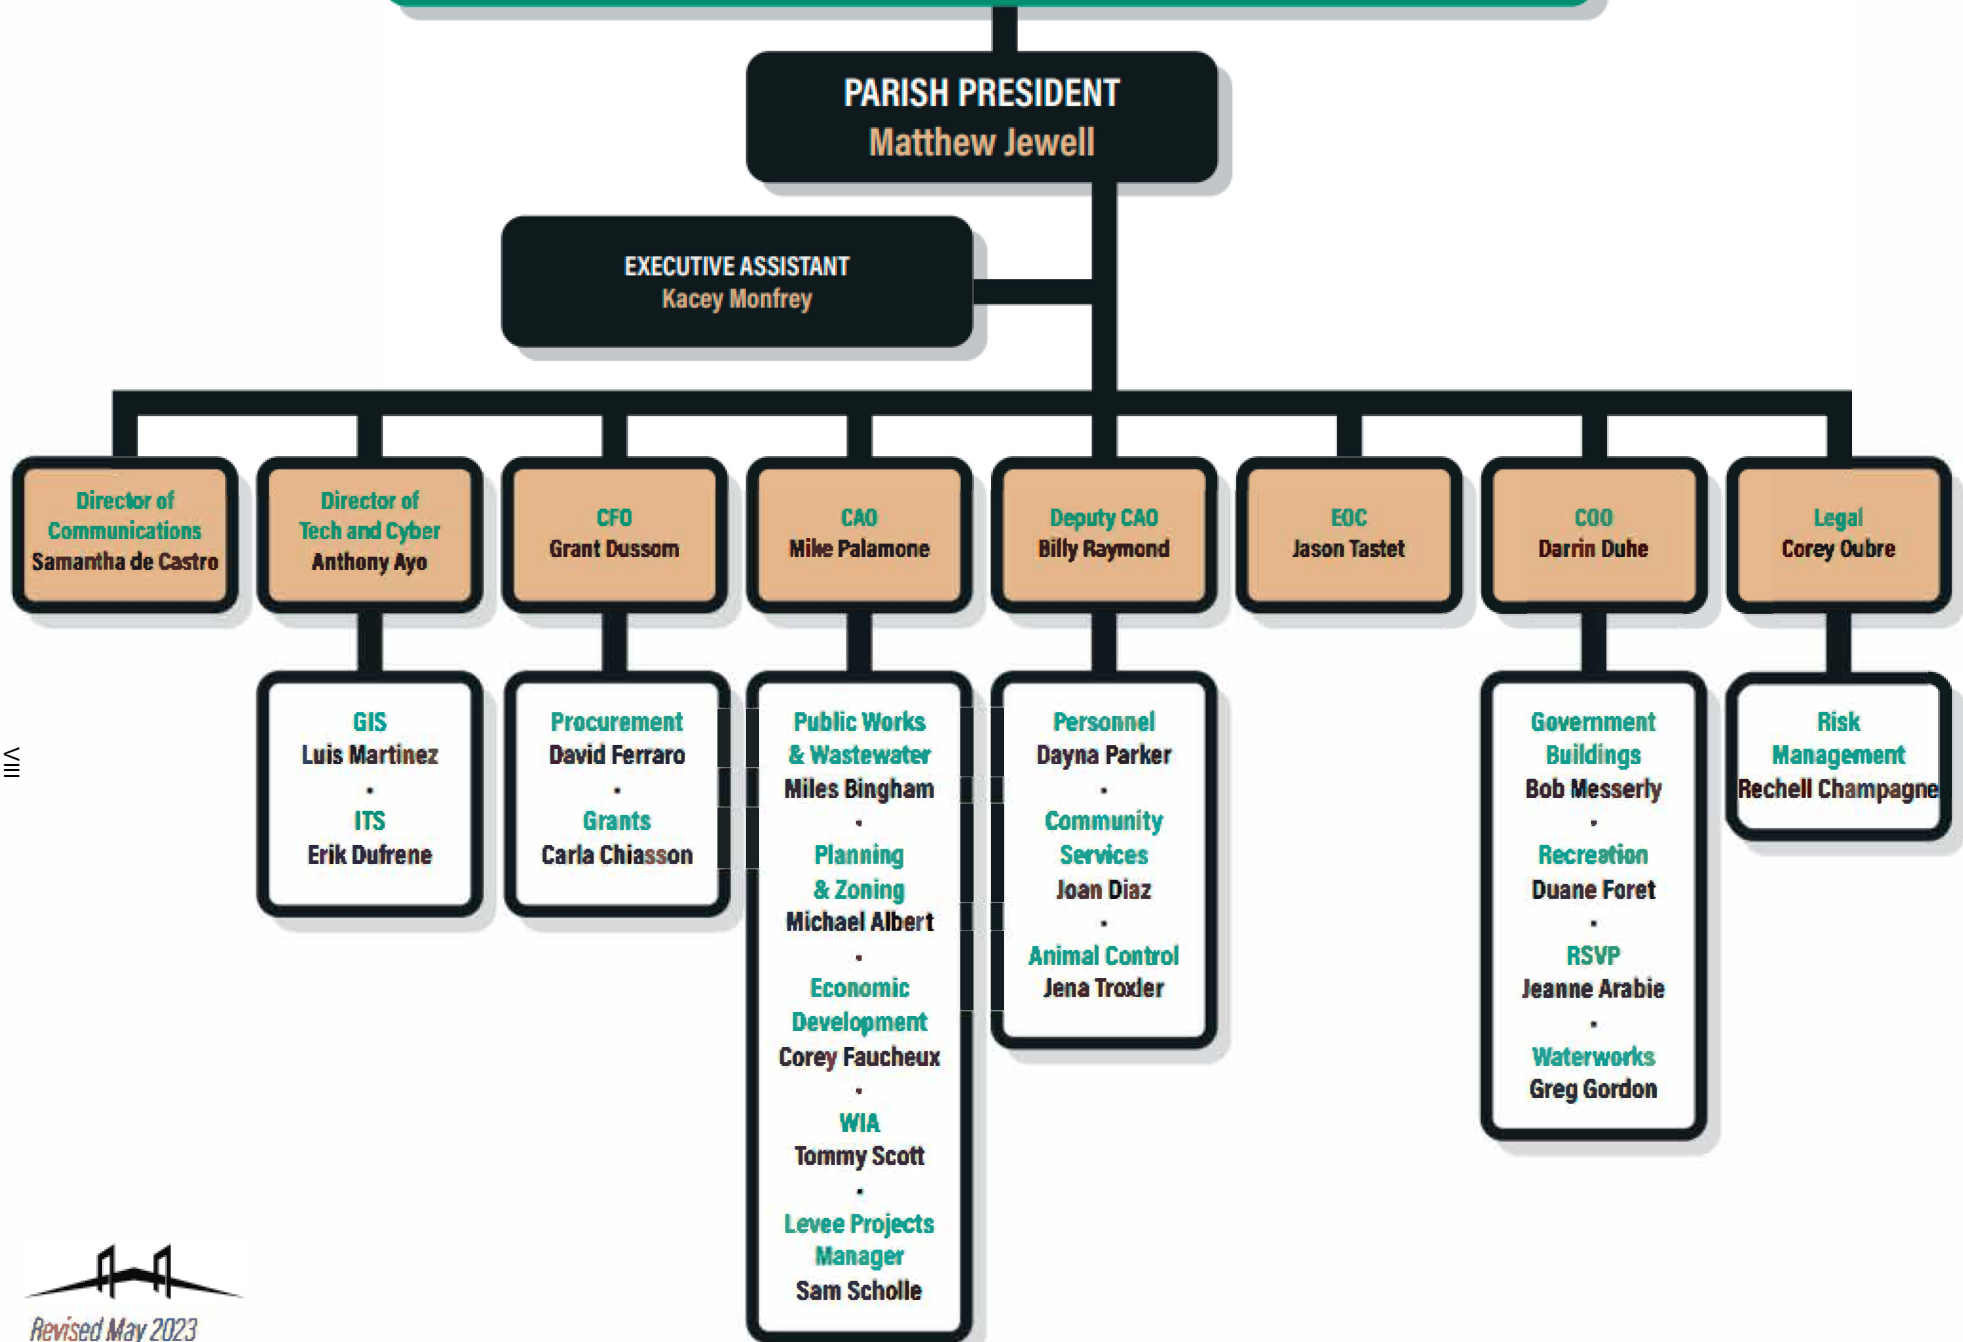 PARISH PRESIDENT
Matthew Jewell
EXECUTIVE ASSISTANT
Kacey Monfrey
Director of
Communications
Samantha de Castro
Director of
Tech and Cyber
Anthony Ayo
CFO
Grant Dussom
CAO
Mike Palamone
Deputy CAO
Billy Raymond
EOC
Jason Tastet
COO
Darrin Duhe
Legal
Corey Oubre
GIS
Luis Martinez
ITS
Erik Dufrene
Procurement
David Ferraro
Grants
Carla Chiasson
Public Works
& Wastewater
Miles Bingham
Planning
& Zoning
Michael Albert
Economic
Development
Corey Faucheux
WIA
Tommy Scott
Levee Projects
Manager
Sam Scholle
Personnel
Dayna Parker
Community
Services
Joan Diaz
Animal Control
Jena Troxler
Government
Buildings
Bob Messerly
Recreation
Duane Foret
RSVP
Jeanne Arabie
Waterworks
Greg Gordon
Risk
Management
Rechell Champagne
VIII
Revised May 2023